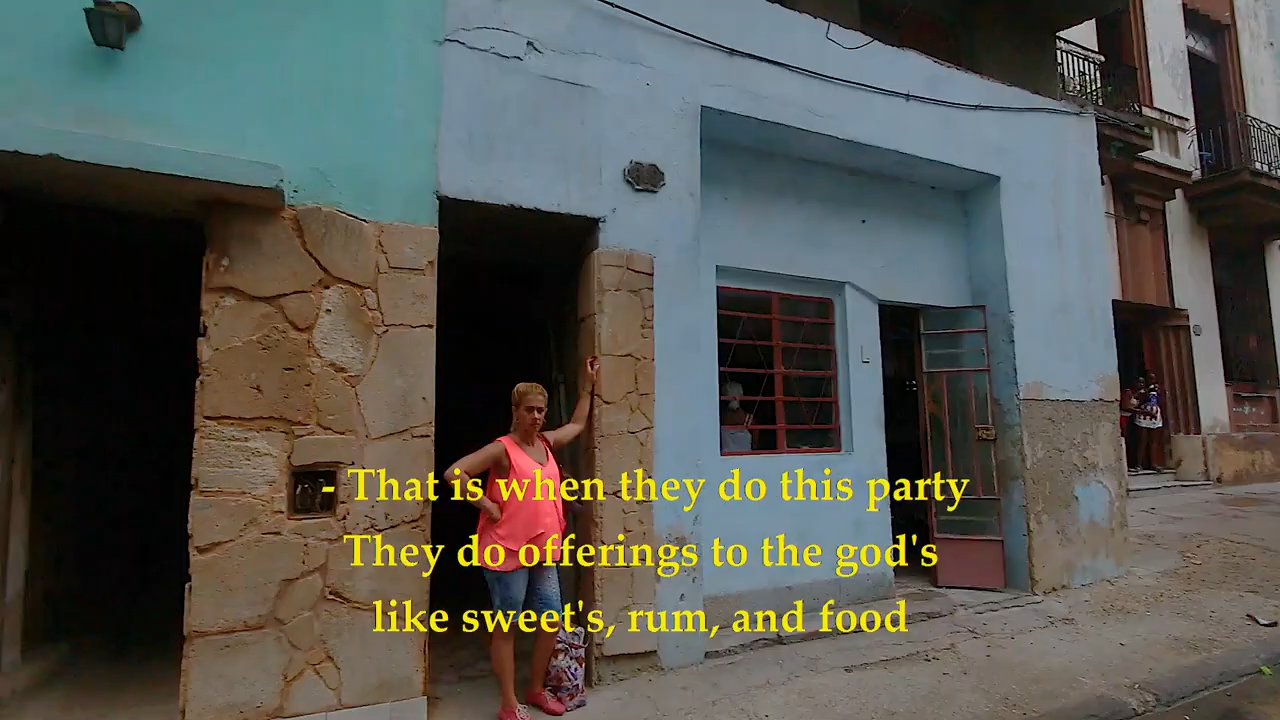 - That is when they do this party
They do offerings to the god's
like sweet's, rum, and food